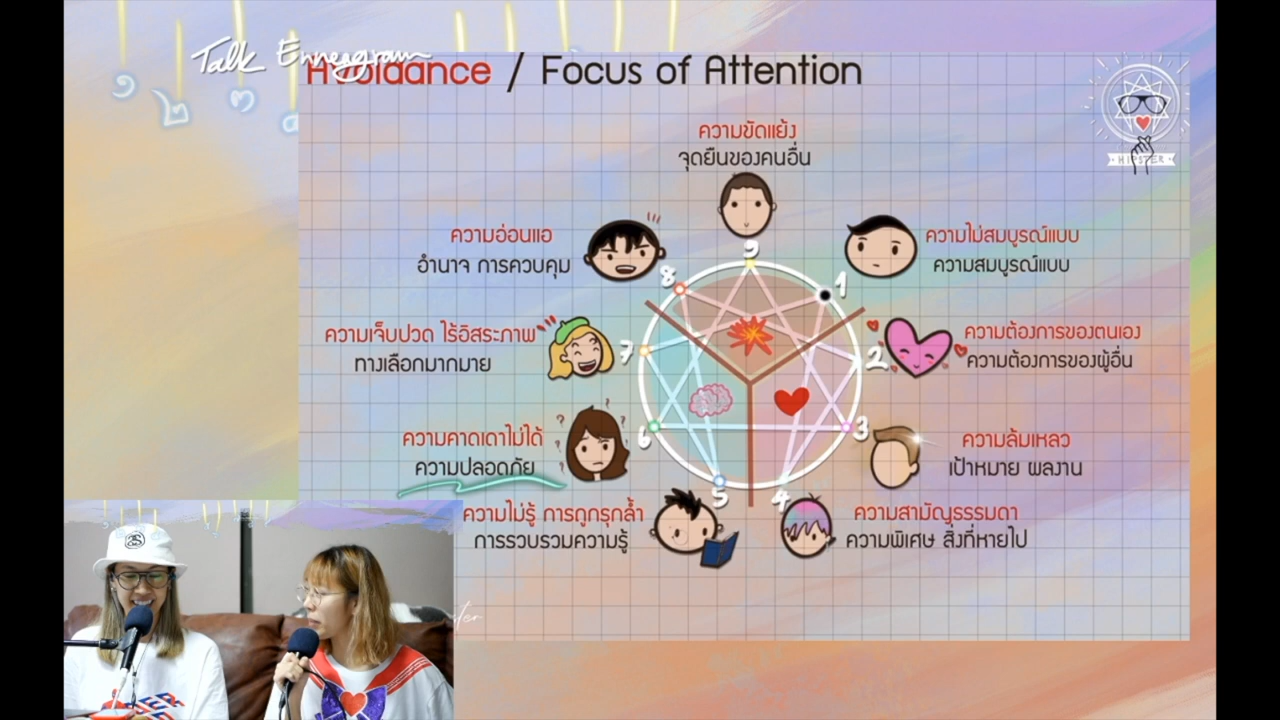 Talk Enneagram
๑
๒
๓
Avoidance / Focus of Attention
HIPSTER
ความขัดแย้ง
จุดยืนของคนอื่น
ความอ่อนแอ
อำนาจ การควบคุม
ความไม่สมบูรณ์แบบ
ความสมบูรณ์แบบ
9
8
1
ความเจ็บปวด ไร้อิสระภาพ
ทางเลือกมากมาย
7
2
ความต้องการของตนเอง
ความต้องการของผู้อื่น
ความคาดเดาไม่ได้
ความปลอดภัย
6
3
ความล้มเหลว
เป้าหมาย ผลงาน
5
4
ความไม่รู้ การถูกรุกล้ำ
การรวบรวมความรู้
ความสามัญธรรมดา
ความพิเศษ สิ่งที่หายไป